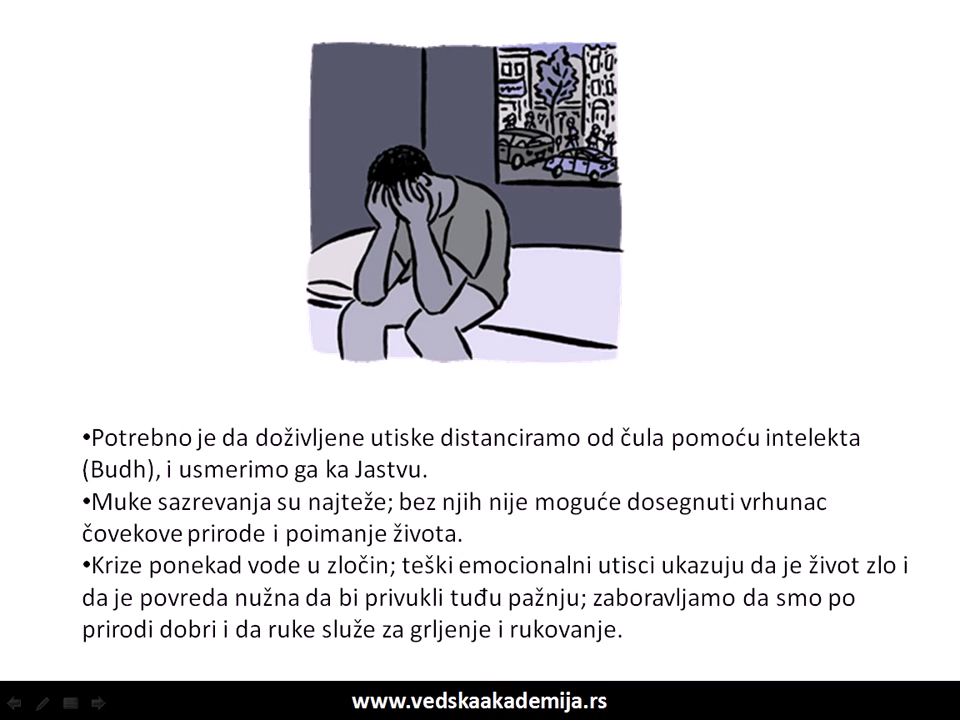 •Potrebno je da doživljene utiske distanciramo od čula pomoću intelekta
(Budh), i usmerimo ga ka Jastvu.
•Muke sazrevanja su najteže; bez njih nije moguće dosegnuti vrhunac
čovekove prirode i poimanje života.
•Krize ponekad vode u zločin; teški emocionalni utisci ukazuju da je život zlo i
da je povreda nužna da bi privukli tuđu pažnju; zaboravljamo da smo po
prirodi dobri i da ruke služe za grljenje i rukovanje.
www.vedskaakademija.rs